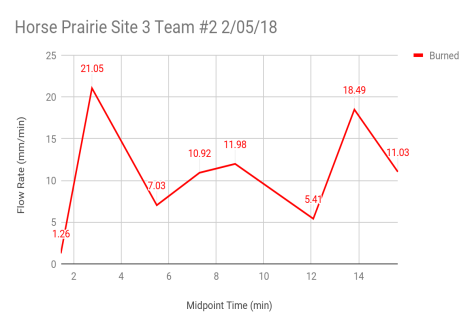 Horse Prairie Site 3 Team #2 2/05/18
Burned
Flow Rate (mm/min)
25
20
15
10
5
0
1.26
21.05
7.03
10.92
11.98
5.41
18.49
11.03
2 4 6 8 10 12 14
Midpoint Time (min)